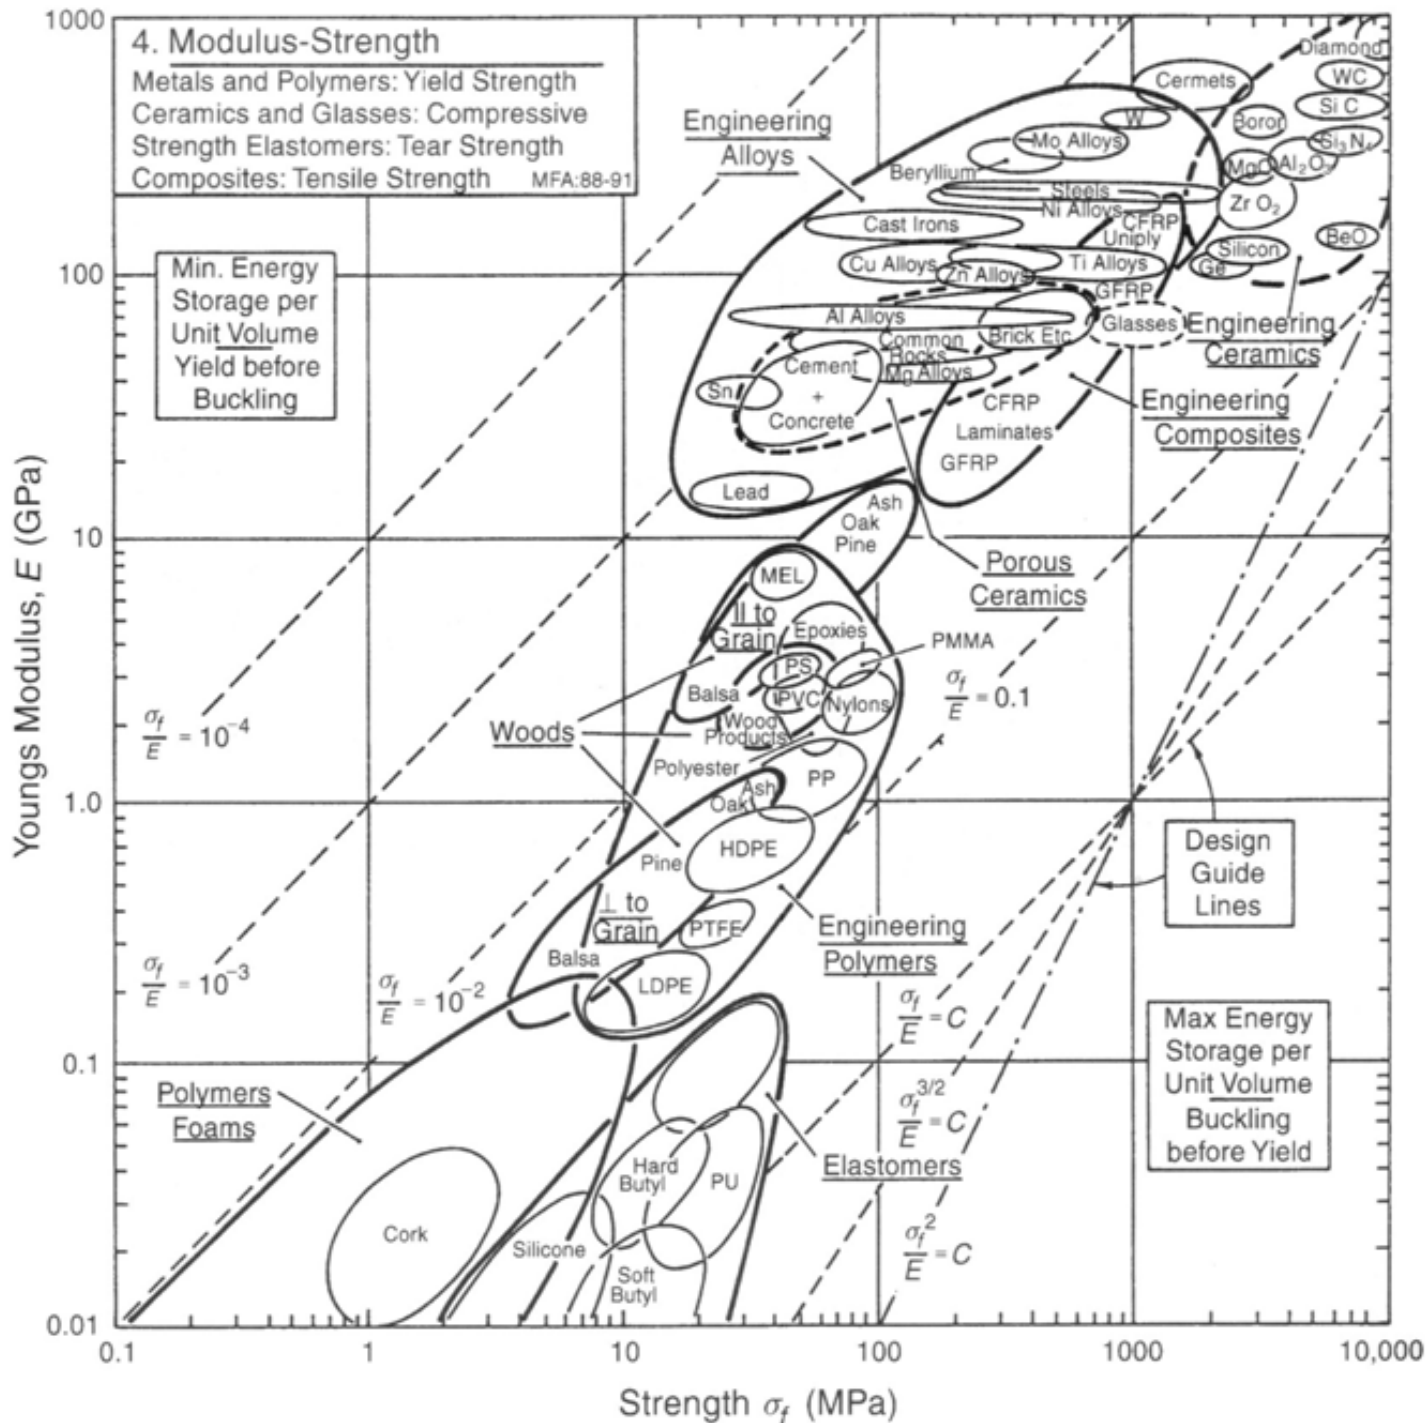 4. Modulus-Strength
Metals and Polymers: Yield Strength
Ceramics and Glasses: Compressive
Strength Elastomers: Tear Strength
Composites: Tensile Strength MFA:88-91
1000
100
10
1.0
0.1
0.01
Youngs Modulus, E (GPa)
0.1
1
10
100
1000
10,000
Strength σf (MPa)
Min. Energy
Storage per
Unit Volume
Yield before
Buckling
Engineering
Alloys
Diamond
Cermets
WC
Si C
W
Boron
Mo Alloys
Si3 N4
Beryllium
MgO
Al2 O3
Steels
Ni Alloys
Zr O2
Cast Irons
CFRP
Uniply
BeO
Cu Alloys
Zn Alloys
Ti Alloys
Silicon
Ge
GFRP
Al Alloys
Brick Etc
Glasses
Engineering
Ceramics
Common
Rocks
Mg Alloys
Cement
+
Concrete
Sn
CFRP
Laminates
GFRP
Engineering
Composites
Lead
Ash
Oak
Pine
Porous
Ceramics
MEL
II to
Grain
Epoxies
PMMA
PS
Balsa
PVC
Nylons
Wood
Products
Woods
Polyester
PP
Ash
Oak
HDPE
Pine
⊥ to
Grain
PTFE
Engineering
Polymers
Balsa
LDPE
σf/E = 10⁻⁴
σf/E = 10⁻³
σf/E = 10⁻²
σf/E = 0.1
Design
Guide
Lines
σf/E = C
σf^3/2/E = C
σf^2/E = C
Max Energy
Storage per
Unit Volume
Buckling
before Yield
Polymers
Foams
Elastomers
Hard
Butyl
PU
Cork
Silicone
Soft
Butyl